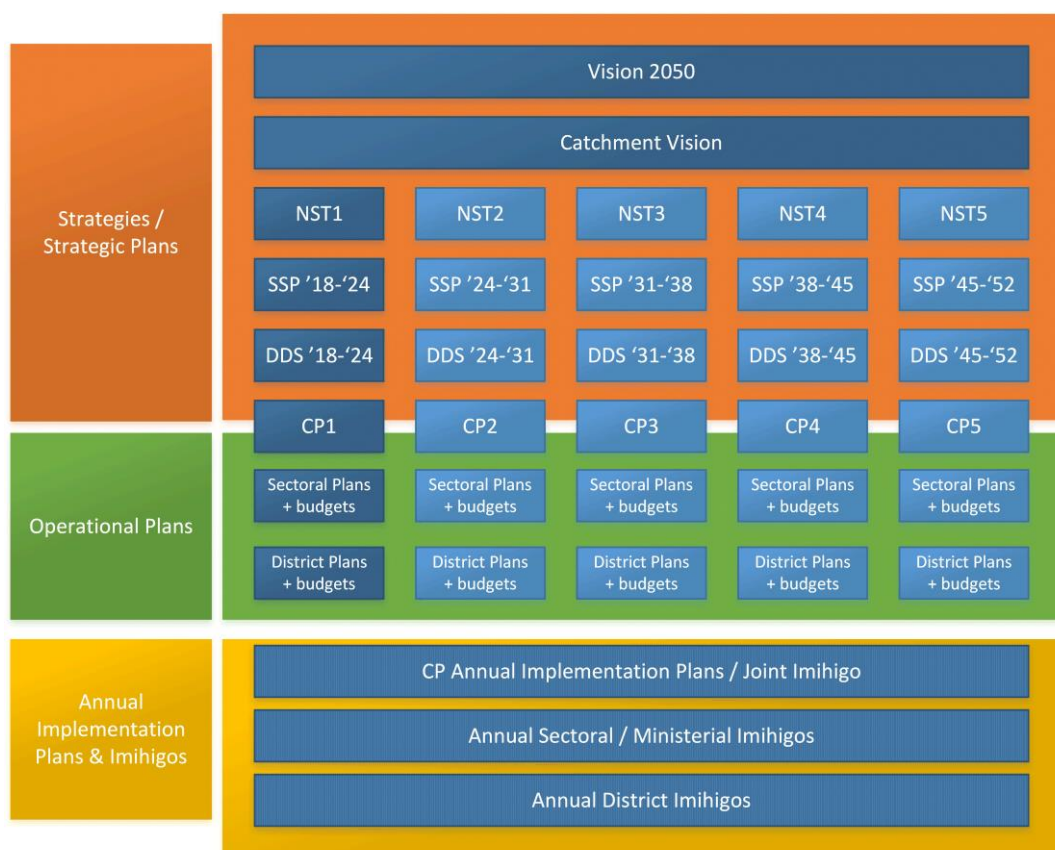 Vision 2050
Catchment Vision
Strategies /
Strategic Plans
NST1
NST2
NST3
NST4
NST5
SSP ’18-‘24
SSP ’24-‘31
SSP ’31-‘38
SSP ’38-‘45
SSP ’45-‘52
DDS ’18-‘24
DDS ’24-‘31
DDS ‘31-‘38
DDS ’38-‘45
DDS ’45-‘52
CP1
CP2
CP3
CP4
CP5
Operational Plans
Sectoral Plans
+ budgets
Sectoral Plans
+ budgets
Sectoral Plans
+ budgets
Sectoral Plans
+ budgets
Sectoral Plans
+ budgets
District Plans
+ budgets
District Plans
+ budgets
District Plans
+ budgets
District Plans
+ budgets
District Plans
+ budgets
Annual
Implementation
Plans & Imihigos
CP Annual Implementation Plans / Joint Imihigo
Annual Sectoral / Ministerial Imihigos
Annual District Imihigos